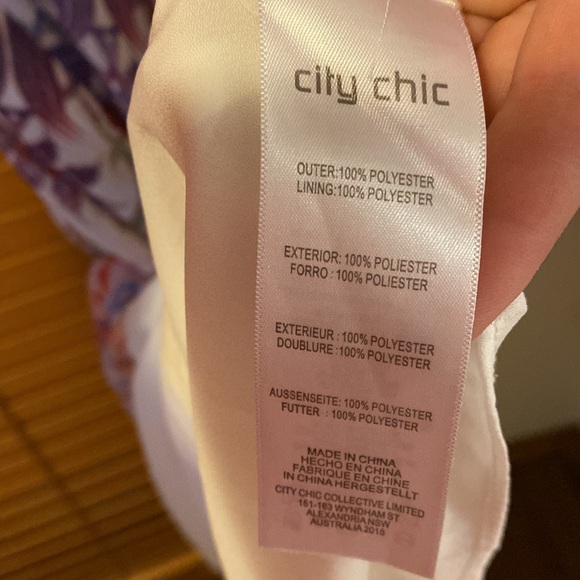 city chic
OUTER:100% POLYESTER
LINING:100% POLYESTER
EXTERIOR: 100% POLIESTER
FORRO : 100% POLIESTER
EXTERIEUR : 100% POLYESTER
DOUBLURE : 100% POLYESTER
AUSSENSEITE: 100% POLYESTER
FUTTER : 100% POLYESTER
MADE IN CHINA
HECHO EN CHINA
FABRIQUE EN CHINE
IN CHINA HERGESTELLT
CITY CHIC COLLECTIVE LIMITED
151-163 WYNDHAM ST
ALEXANDRIA NSW
AUSTRALIA 2015